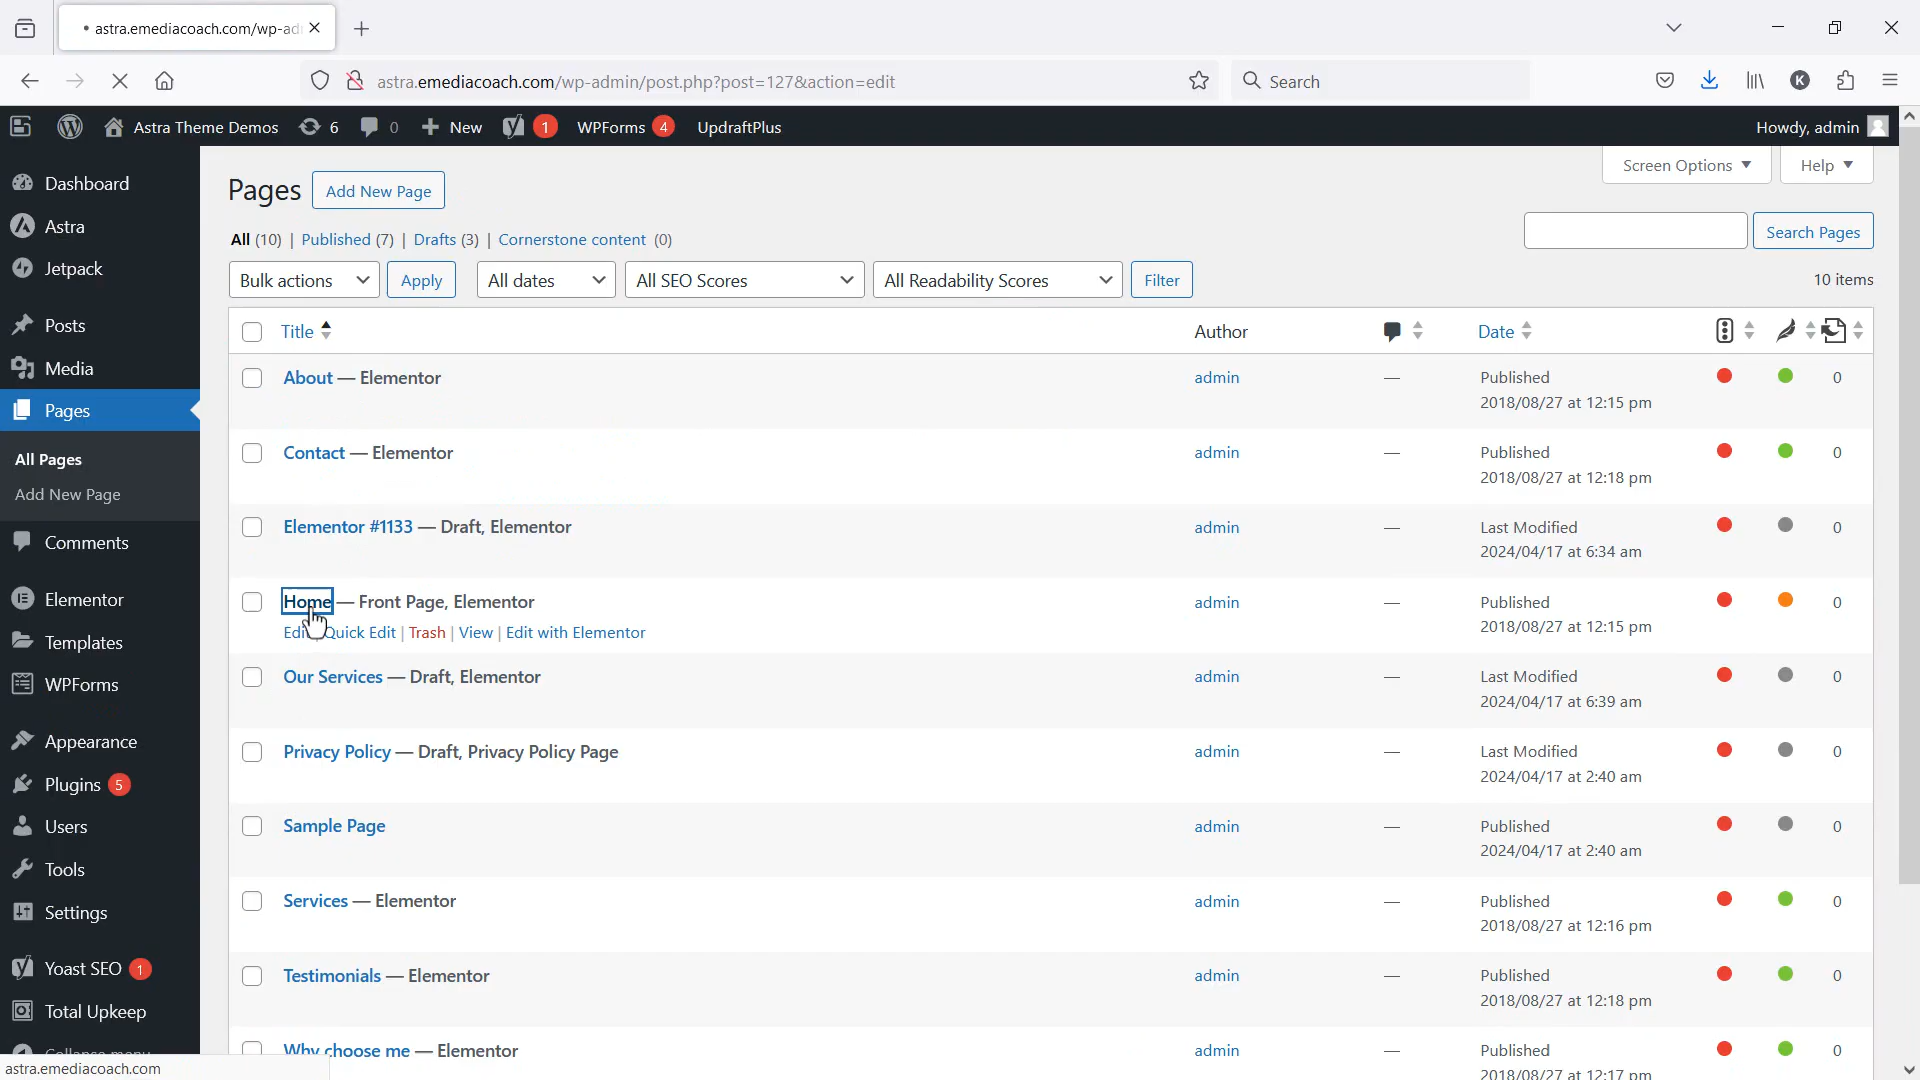 astra.emediacoach.com/wp-ad
astra.emediacoach.com/wp-admin/post.php?post=127&action=edit
Search
K
Astra Theme Demos
6
0
New
1
WPForms
4
UpdraftPlus
Howdy, admin
Dashboard
Astra
Jetpack
Posts
Media
Pages
All Pages
Add New Page
Comments
Elementor
Templates
WPForms
Appearance
Plugins 5
Users
Tools
Settings
Yoast SEO 1
Total Upkeep
Collapse menu
Screen Options
Help
Pages
Add New Page
Search Pages
All (10) | Published (7) | Drafts (3) | Cornerstone content (0)
Bulk actions
Apply
All dates
All SEO Scores
All Readability Scores
Filter
10 items
Title
Author
Date
About — Elementor
admin
—
Published
2018/08/27 at 12:15 pm
0
Contact — Elementor
admin
—
Published
2018/08/27 at 12:18 pm
0
Elementor #1133 — Draft, Elementor
admin
—
Last Modified
2024/04/17 at 6:34 am
0
Home — Front Page, Elementor
Edit | Quick Edit | Trash | View | Edit with Elementor
admin
—
Published
2018/08/27 at 12:15 pm
0
Our Services — Draft, Elementor
admin
—
Last Modified
2024/04/17 at 6:39 am
0
Privacy Policy — Draft, Privacy Policy Page
admin
—
Last Modified
2024/04/17 at 2:40 am
0
Sample Page
admin
—
Published
2024/04/17 at 2:40 am
0
Services — Elementor
admin
—
Published
2018/08/27 at 12:16 pm
0
Testimonials — Elementor
admin
—
Published
2018/08/27 at 12:18 pm
0
Why choose me — Elementor
admin
—
Published
2018/08/27 at 12:17 pm
0
astra.emediacoach.com